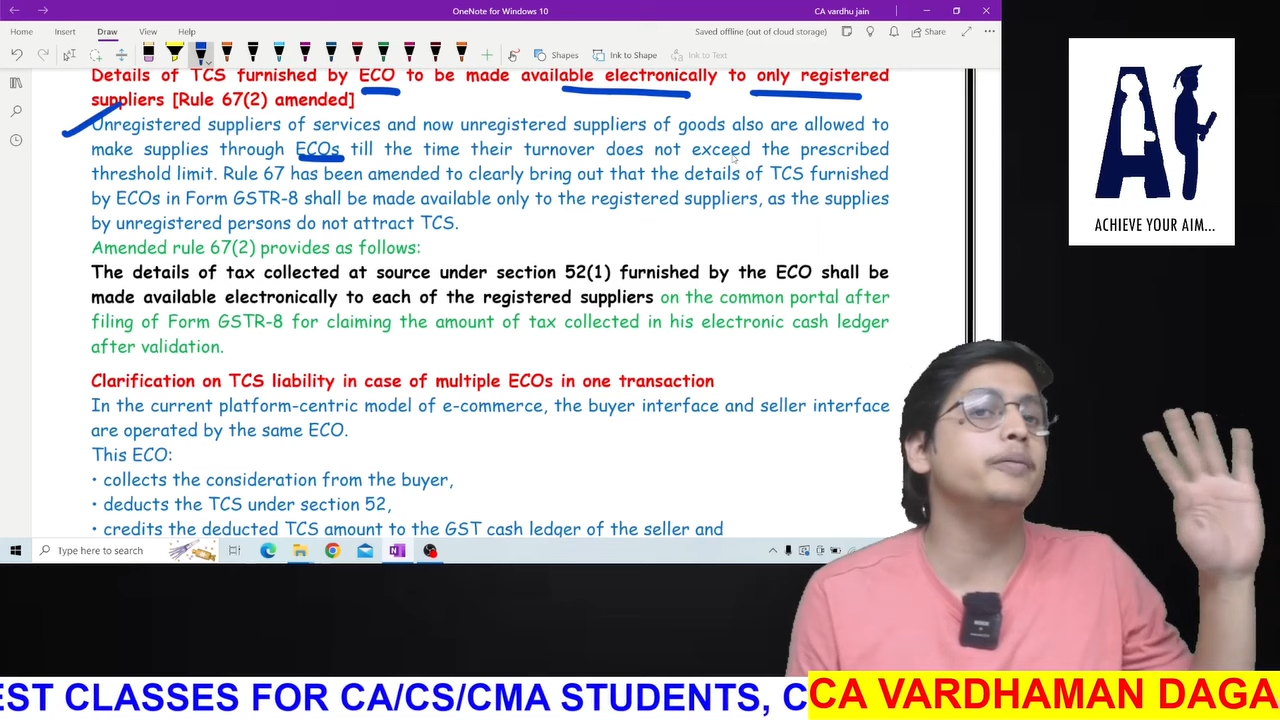 OneNote for Windows 10
CA vardhu jain
Home Insert Draw View Help
Saved offline (out of cloud storage)
Share
Shapes Ink to Shape Ink to Text
Details of TCS furnished by ECO to be made available electronically to only registered
suppliers [Rule 67(2) amended]
Unregistered suppliers of services and now unregistered suppliers of goods also are allowed to
make supplies through ECOs till the time their turnover does not exceed the prescribed
threshold limit. Rule 67 has been amended to clearly bring out that the details of TCS furnished
by ECOs in Form GSTR-8 shall be made available only to the registered suppliers, as the supplies
by unregistered persons do not attract TCS.
Amended rule 67(2) provides as follows:
The details of tax collected at source under section 52(1) furnished by the ECO shall be
made available electronically to each of the registered suppliers on the common portal after
filing of Form GSTR-8 for claiming the amount of tax collected in his electronic cash ledger
after validation.
Clarification on TCS liability in case of multiple ECOs in one transaction
In the current platform-centric model of e-commerce, the buyer interface and seller interface
are operated by the same ECO.
This ECO:
• collects the consideration from the buyer,
• deducts the TCS under section 52,
• credits the deducted TCS amount to the GST cash ledger of the seller and
Type here to search
A
ACHIEVE YOUR AIM...
EST CLASSES FOR CA/CS/CMA STUDENTS, C
CA VARDHAMAN DAGA